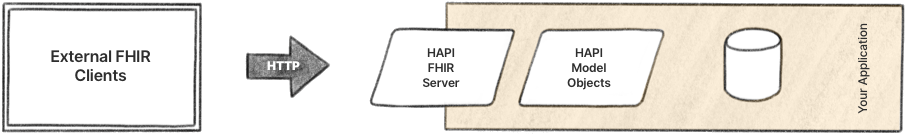 External FHIR
Clients
HTTP
HAPI
FHIR
Server
HAPI
Model
Objects
Your Application